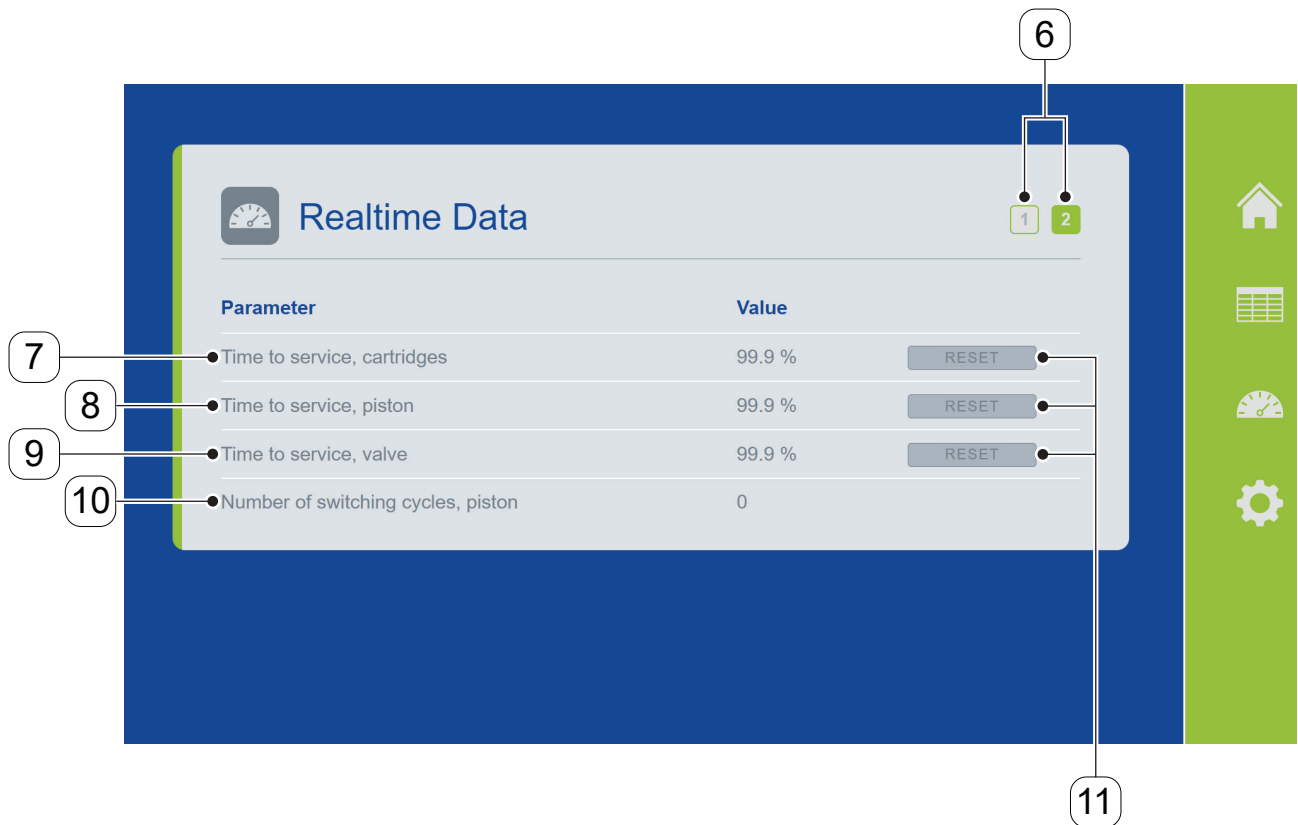 6
Realtime Data
1 2
Parameter Value
7 Time to service, cartridges 99.9 % RESET
8 Time to service, piston 99.9 % RESET
9 Time to service, valve 99.9 % RESET
10 Number of switching cycles, piston 0
11